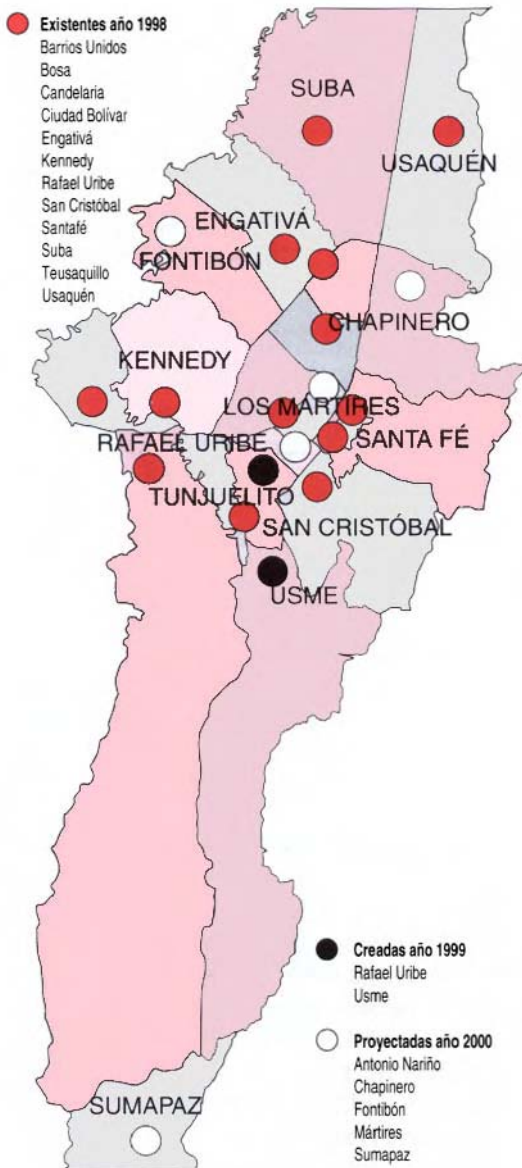 Existentes año 1998
Barrios Unidos
Bosa
Candelaria
Ciudad Bolívar
Engativá
Kennedy
Rafael Uribe
San Cristóbal
Santafé
Suba
Teusaquillo
Usaquén
SUBA
USAQUÉN
ENGATIVÁ
FONTIBÓN
CHAPINERO
KENNEDY
LOS MÁRTIRES
RAFAEL URIBE
SANTA FÉ
TUNJUELITO
SAN CRISTÓBAL
USME
Creadas año 1999
Rafael Uribe
Usme
Proyectadas año 2000
Antonio Nariño
Chapinero
Fontibón
Mártires
Sumapaz
SUMAPAZ